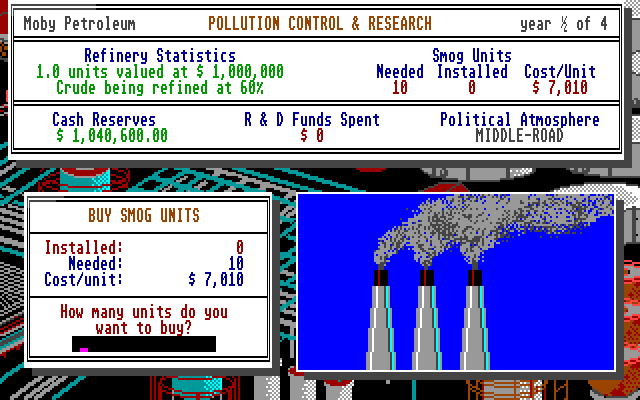 Moby Petroleum POLLUTION CONTROL & RESEARCH year ½ of 4
Refinery Statistics
1.0 units valued at $ 1,000,000
Crude being refined at 60%
Smog Units
Needed Installed Cost/Unit
10 0 $ 7,010
Cash Reserves R & D Funds Spent Political Atmosphere
$ 1,040,600.00 $ 0 MIDDLE-ROAD
BUY SMOG UNITS
Installed: 0
Needed: 10
Cost/unit: $ 7,010
How many units do you
want to buy?